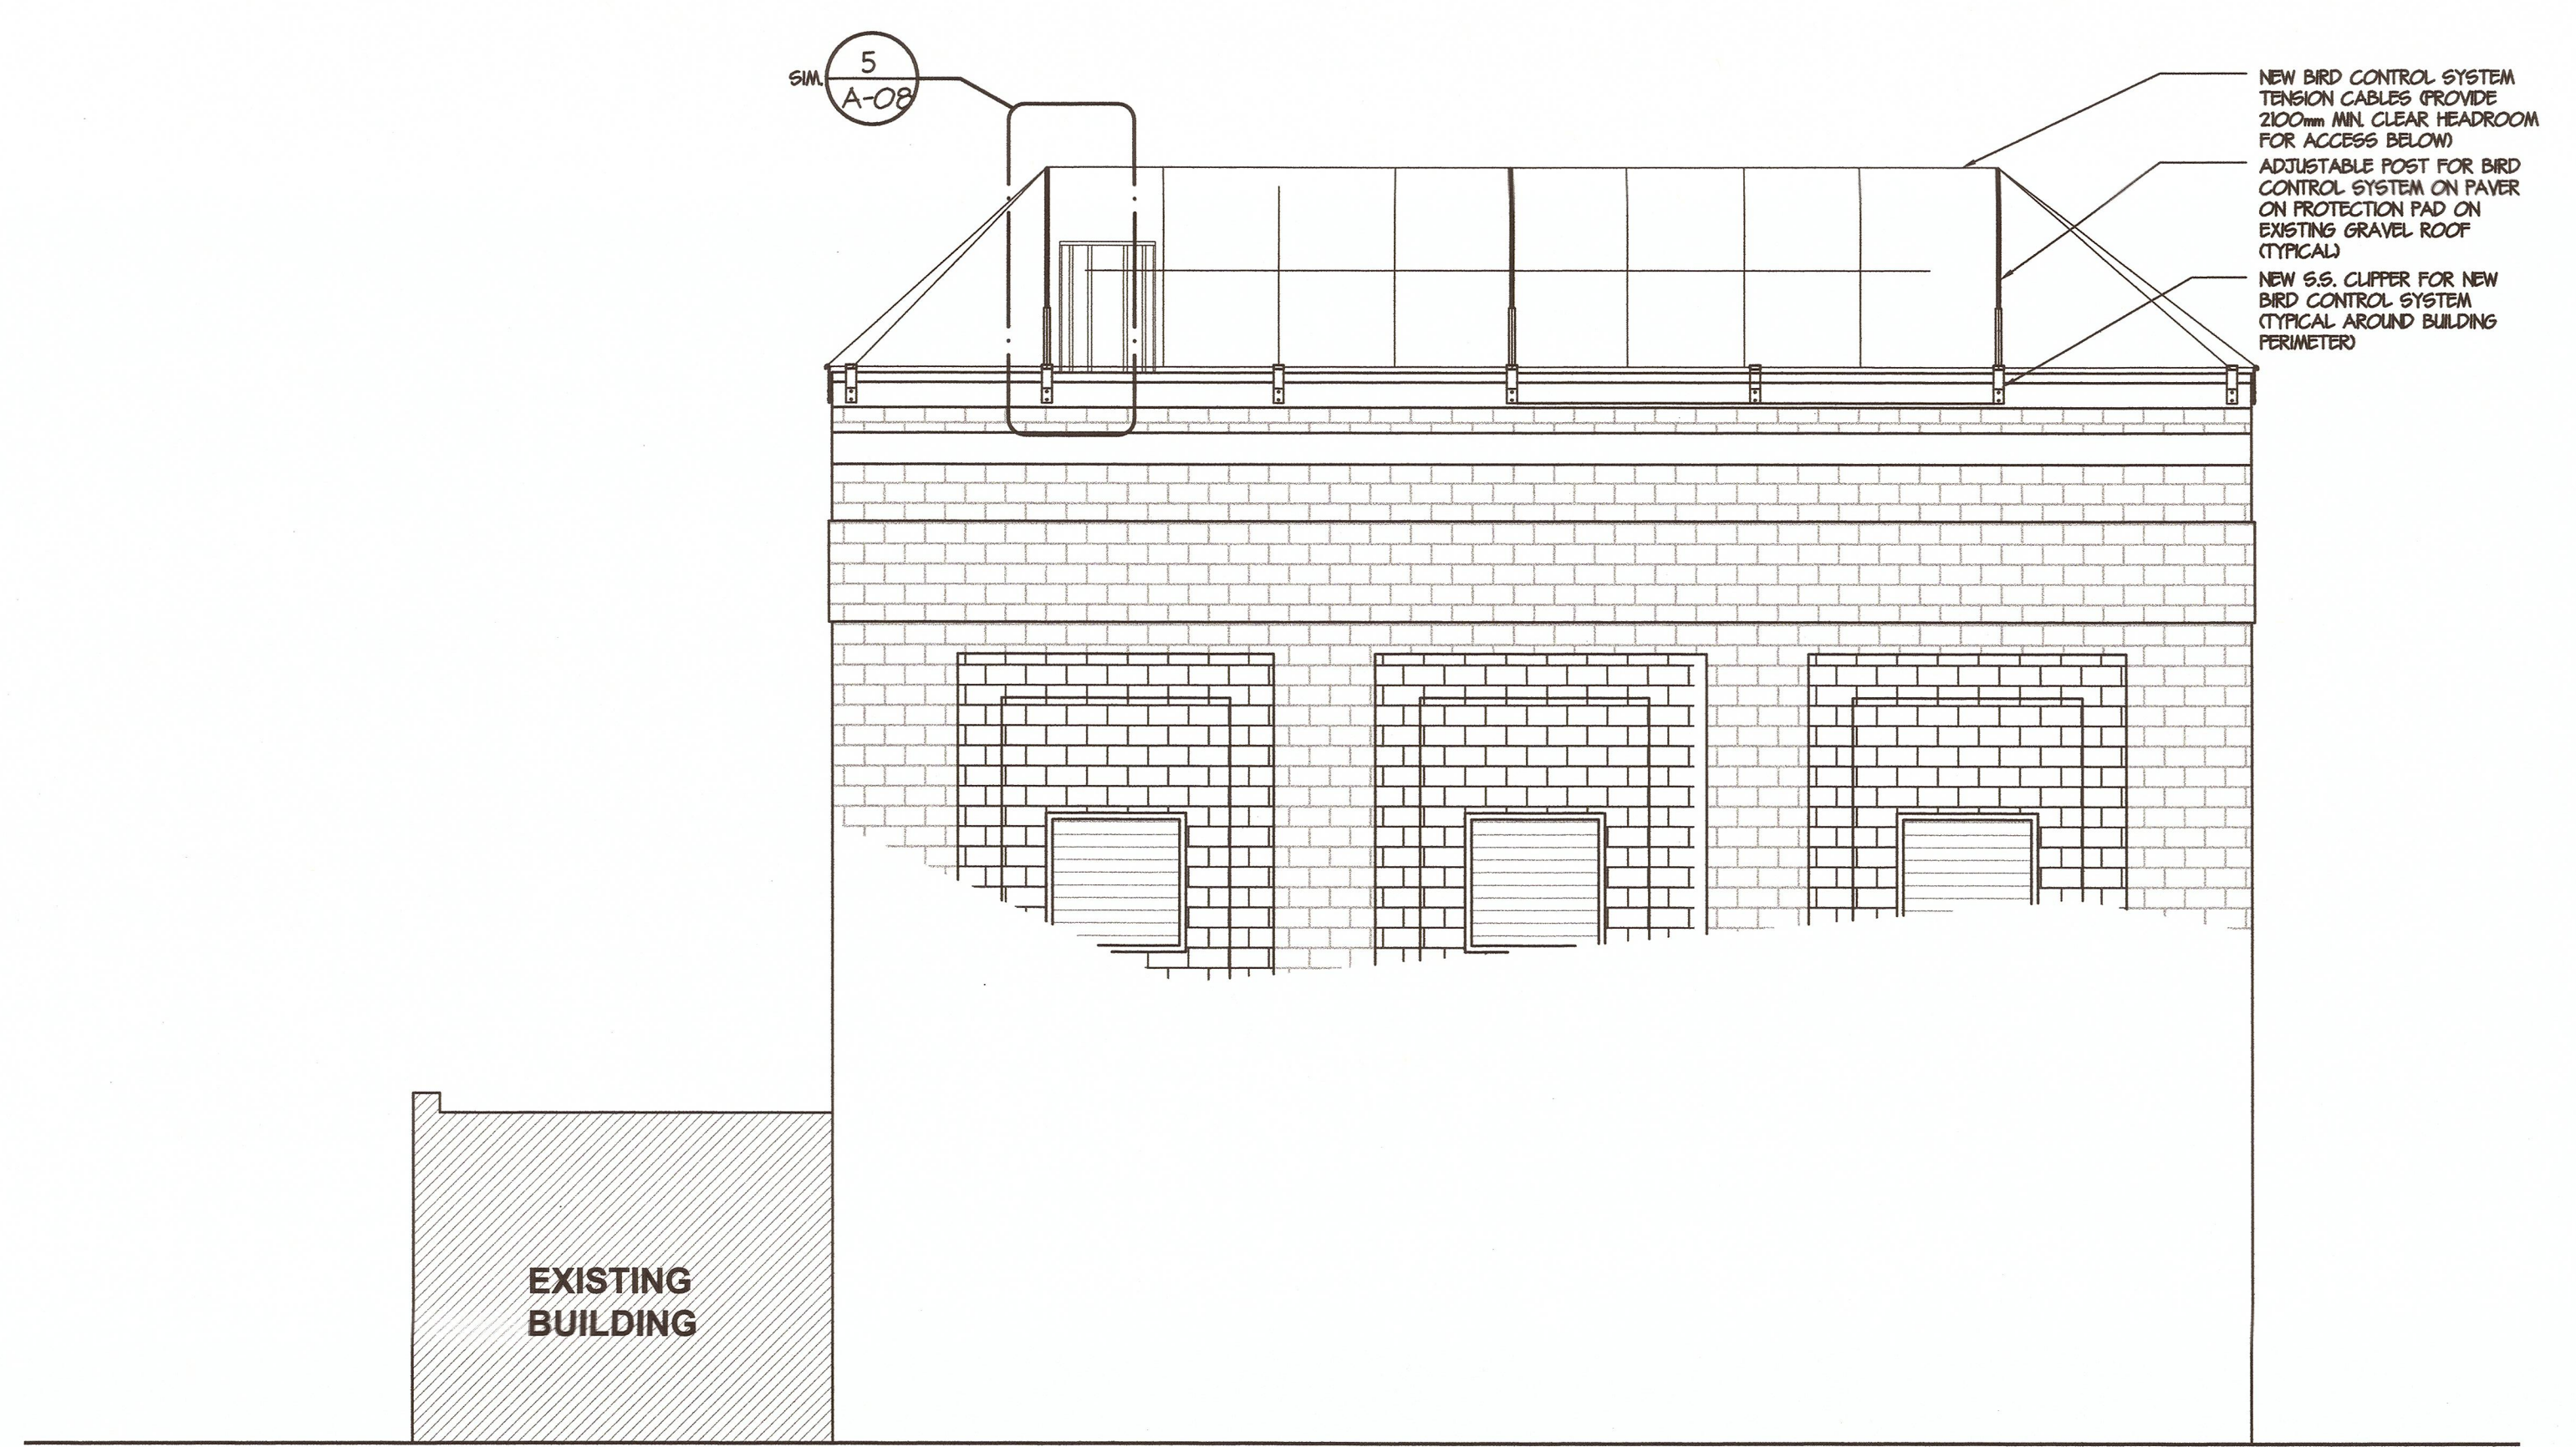 5
SIM.
A-08
NEW BIRD CONTROL SYSTEM
TENSION CABLES (PROVIDE
2100mm MIN. CLEAR HEADROOM
FOR ACCESS BELOW)
ADJUSTABLE POST FOR BIRD
CONTROL SYSTEM ON PAVER
ON PROTECTION PAD ON
EXISTING GRAVEL ROOF
(TYPICAL)
NEW S.S. CLIPPER FOR NEW
BIRD CONTROL SYSTEM
(TYPICAL AROUND BUILDING
PERIMETER)
EXISTING
BUILDING